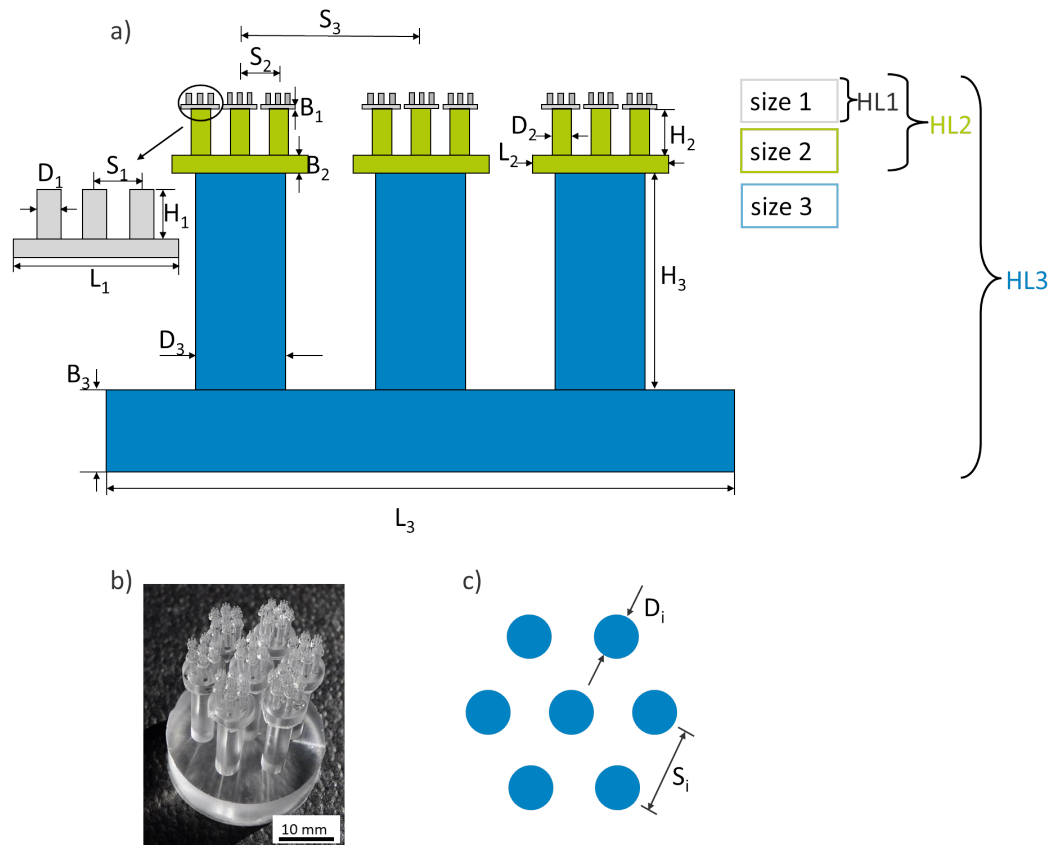 a)
S₃
S₂
B₁
D₂
H₂
L₂
B₂
D₁
S₁
H₁
L₁
H₃
D₃
B₃
L₃
size 1
size 2
size 3
HL1
HL2
HL3
b)
10 mm
c)
Dᵢ
Sᵢ